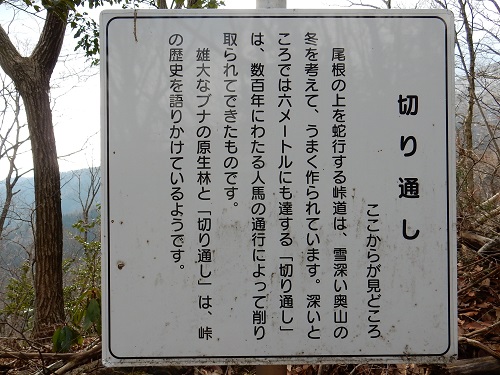 切り通し
ここからが見どころ
尾根の上を蛇行する峠道は、雪深い奥山の
冬を考えて、うまく作られています。深いと
ころでは六メートルにも達する「切り通し」
は、数百年にわたる人馬の通行によって削り
取られてできたものです。
雄大なブナの原生林と「切り通し」は、峠
の歴史を語りかけているようです。